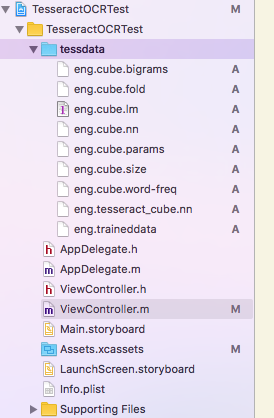 TesseractOCRTest M
TesseractOCRTest
tessdata
eng.cube.bigrams A
eng.cube.fold A
eng.cube.lm A
eng.cube.nn A
eng.cube.params A
eng.cube.size A
eng.cube.word-freq A
eng.tesseract_cube.nn A
eng.traineddata A
h AppDelegate.h
m AppDelegate.m
h ViewController.h
m ViewController.m M
Main.storyboard
Assets.xcassets M
LaunchScreen.storyboard
Info.plist
Supporting Files